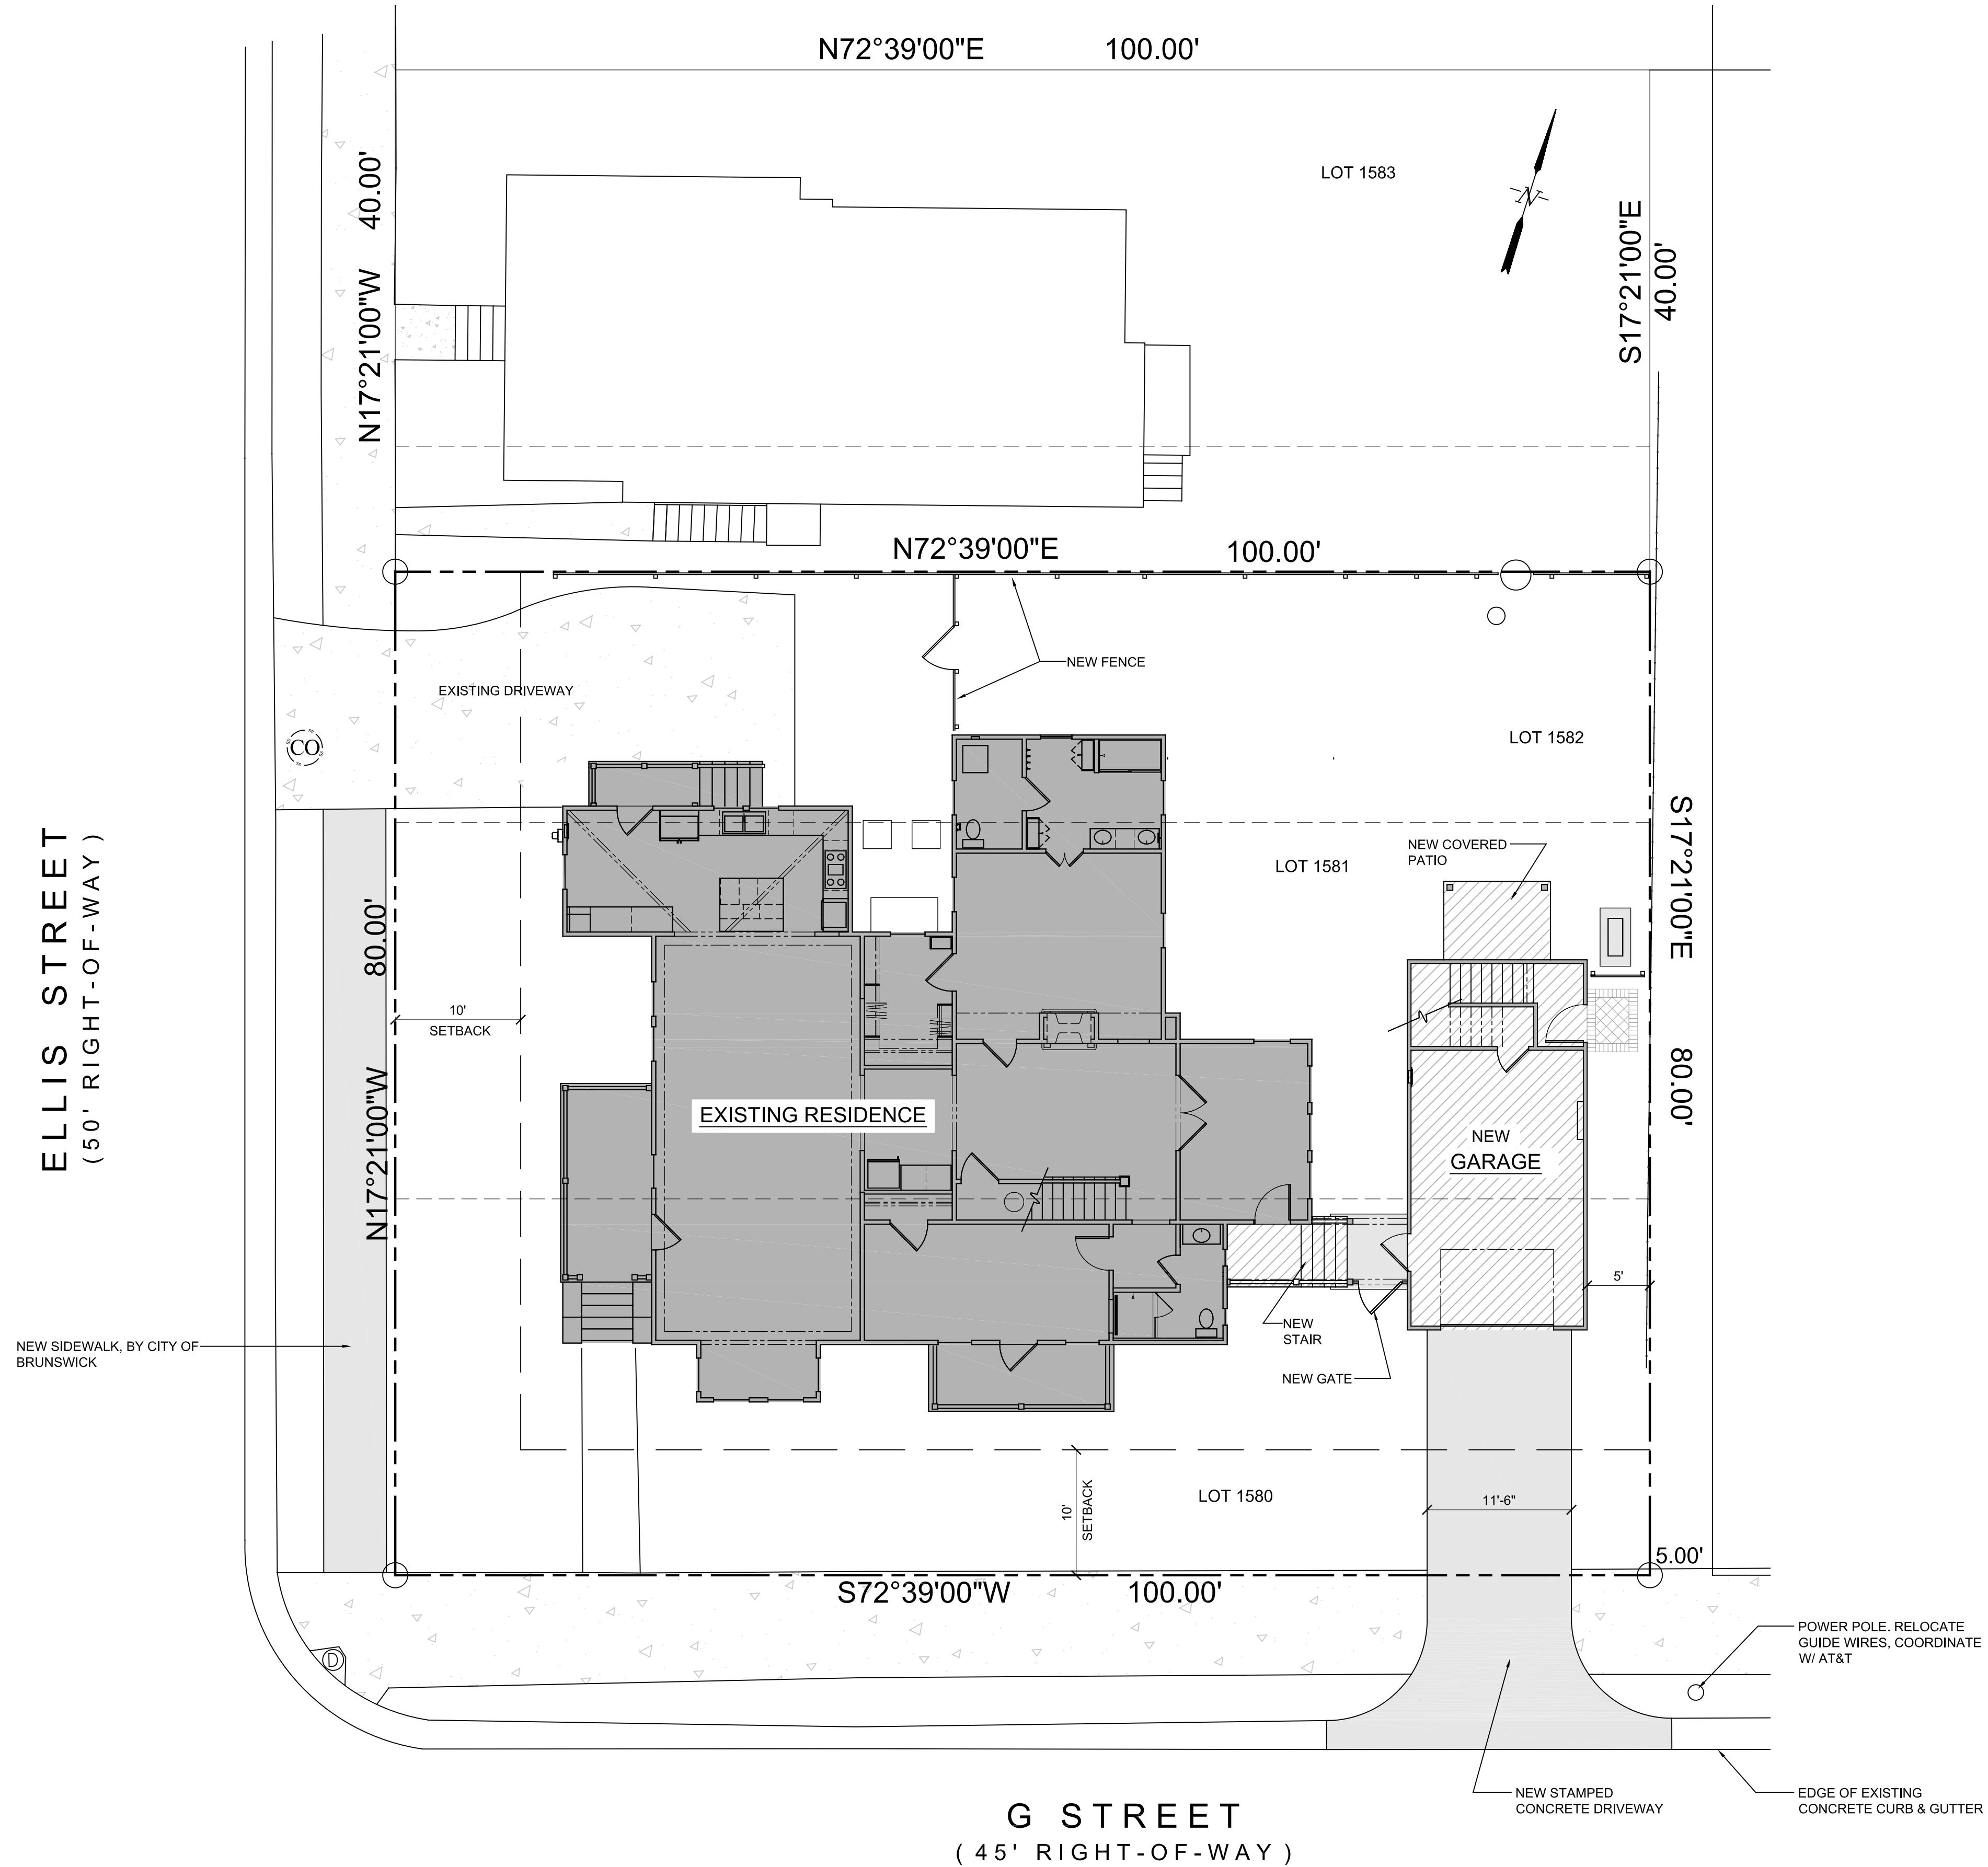 N72°39'00"E 100.00'
LOT 1583
N
N17°21'00"W 40.00'
S17°21'00"E
40.00'
N72°39'00"E 100.00'
NEW FENCE
EXISTING DRIVEWAY
CO
LOT 1582
ELLIS STREET
(50' RIGHT-OF-WAY)
NEW COVERED
PATIO
LOT 1581
S17°21'00"E 80.00'
N17°21'00"W 80.00'
10'
SETBACK
EXISTING RESIDENCE
N
NEW
GARAGE
N
5'
NEW
STAIR
NEW GATE
NEW SIDEWALK, BY CITY OF
BRUNSWICK
10'
SETBACK
LOT 1580
11'-6"
5.00'
S72°39'00"W 100.00'
D
POWER POLE. RELOCATE
GUIDE WIRES, COORDINATE
W/ AT&T
NEW STAMPED
CONCRETE DRIVEWAY
EDGE OF EXISTING
CONCRETE CURB & GUTTER
G STREET
( 45' RIGHT-OF-WAY )